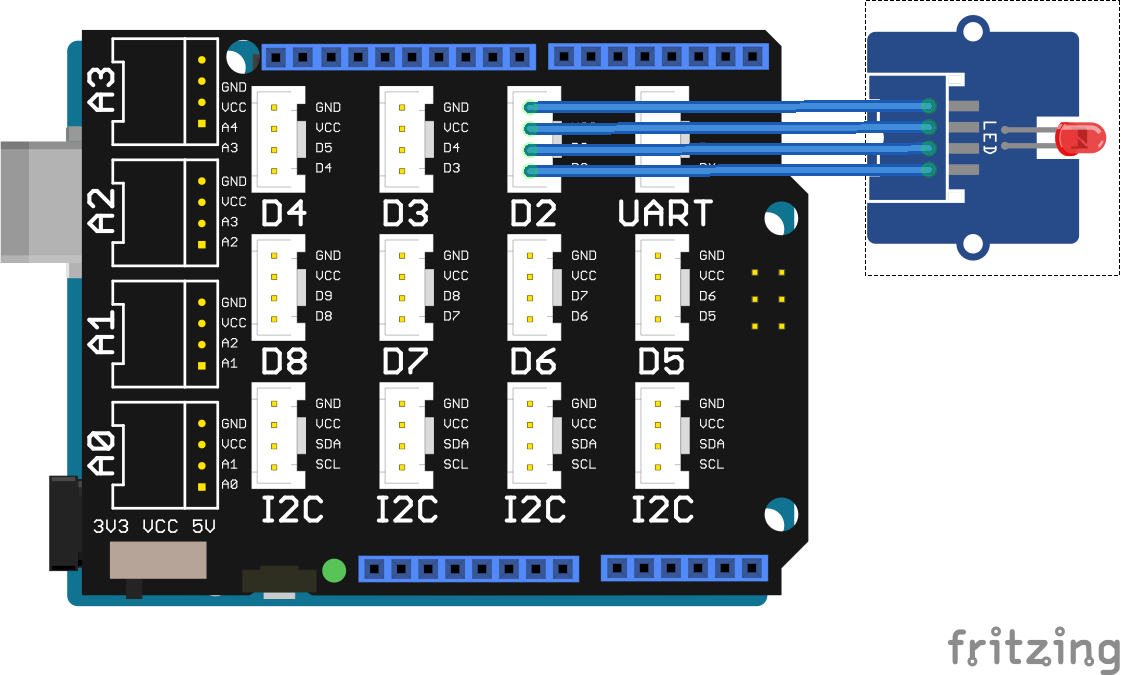 A3
GND
VCC
A4
A3
A2
GND
VCC
A3
A2
A1
GND
VCC
A2
A1
A0
GND
VCC
A1
A0
3V3 VCC 5V
GND
VCC
D5
D4
D4
GND
VCC
D4
D3
D3
D2
UART
LED
GND
VCC
D9
D8
D8
GND
VCC
D8
D7
D7
GND
VCC
D7
D6
D6
GND
VCC
D6
D5
D5
GND
VCC
SDA
SCL
I2C
GND
VCC
SDA
SCL
I2C
GND
VCC
SDA
SCL
I2C
GND
VCC
SDA
SCL
I2C
fritzing